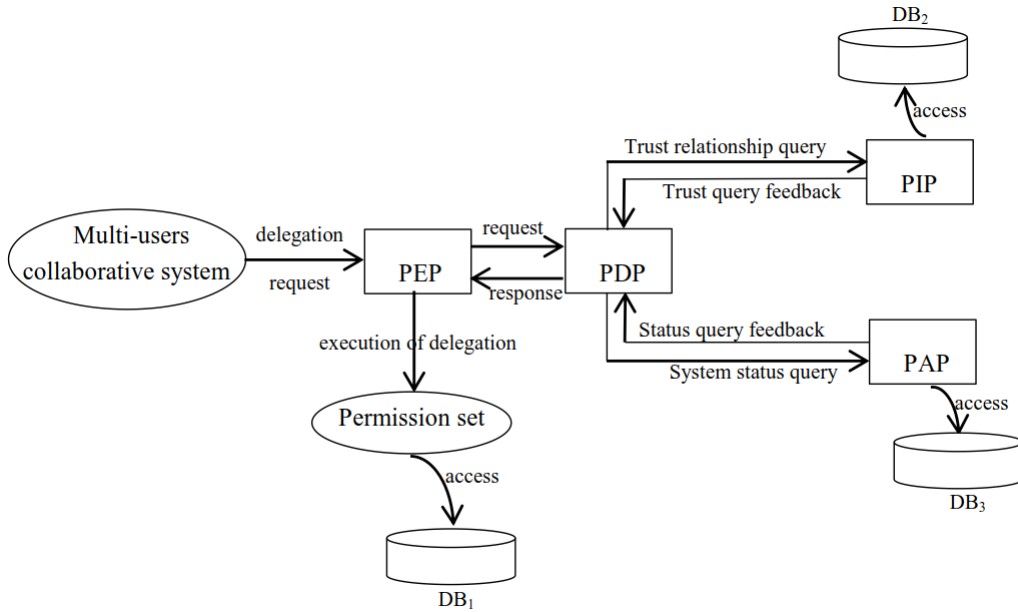 DB₂
access
Trust relationship query
PIP
Trust query feedback
Multi-users
collaborative system
delegation
request
PEP
request
response
PDP
Status query feedback
System status query
PAP
execution of delegation
access
Permission set
DB₃
access
DB₁